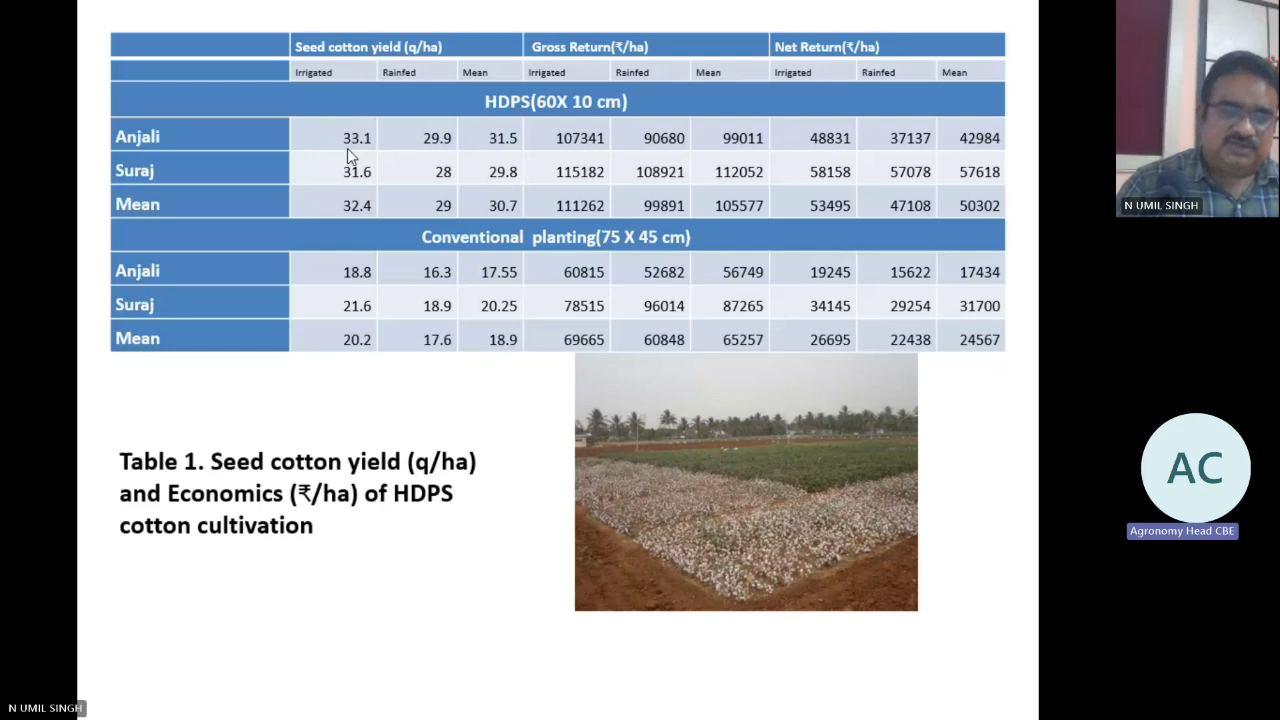 Seed cotton yield (q/ha) Gross Return(₹/ha) Net Return(₹/ha)
Irrigated Rainfed Mean Irrigated Rainfed Mean Irrigated Rainfed Mean
HDPS(60X 10 cm)
Anjali 33.1 29.9 31.5 107341 90680 99011 48831 37137 42984
Suraj 31.6 28 29.8 115182 108921 112052 58158 57078 57618
Mean 32.4 29 30.7 111262 99891 105577 53495 47108 50302
Conventional planting(75 X 45 cm)
Anjali 18.8 16.3 17.55 60815 52682 56749 19245 15622 17434
Suraj 21.6 18.9 20.25 78515 96014 87265 34145 29254 31700
Mean 20.2 17.6 18.9 69665 60848 65257 26695 22438 24567
Table 1. Seed cotton yield (q/ha)
and Economics (₹/ha) of HDPS
cotton cultivation
N UMIL SINGH
AC
Agronomy Head CBE
N UMIL SINGH